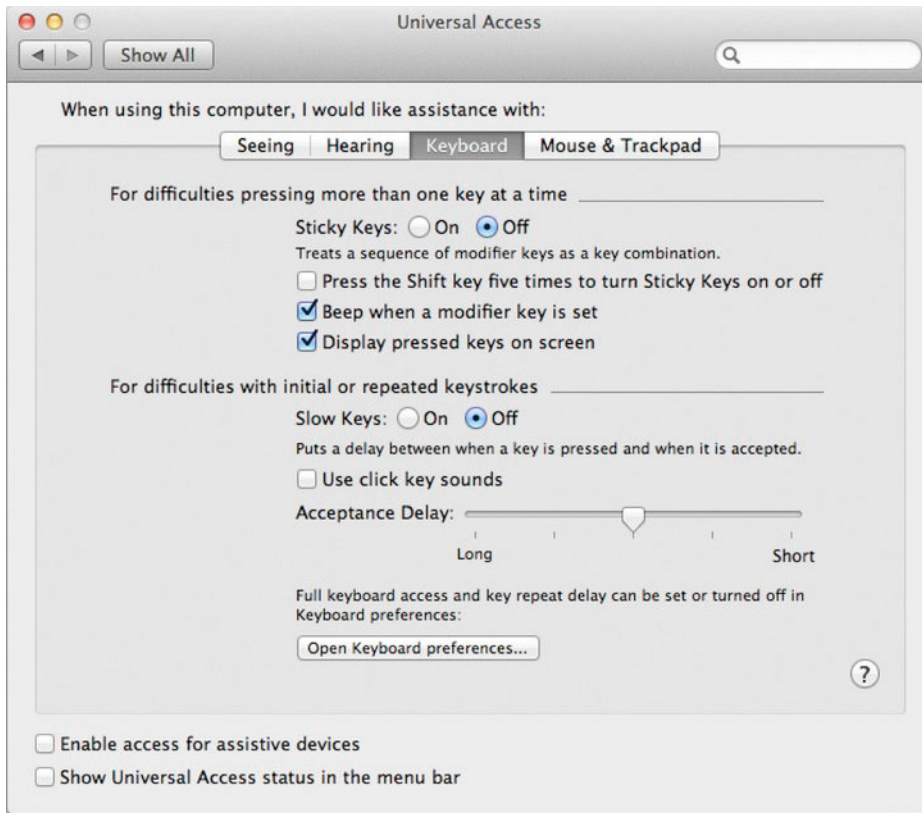 Universal Access
Show All
When using this computer, I would like assistance with:
Seeing Hearing Keyboard Mouse & Trackpad
For difficulties pressing more than one key at a time
Sticky Keys: On Off
Treats a sequence of modifier keys as a key combination.
Press the Shift key five times to turn Sticky Keys on or off
Beep when a modifier key is set
Display pressed keys on screen
For difficulties with initial or repeated keystrokes
Slow Keys: On Off
Puts a delay between when a key is pressed and when it is accepted.
Use click key sounds
Acceptance Delay:
Long Short
Full keyboard access and key repeat delay can be set or turned off in
Keyboard preferences:
Open Keyboard preferences...
?
Enable access for assistive devices
Show Universal Access status in the menu bar